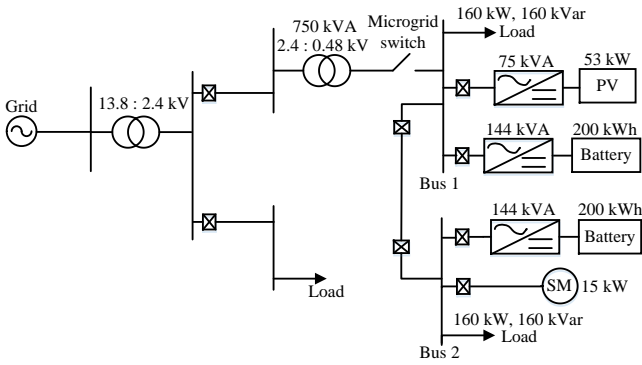 750 kVA
2.4 : 0.48 kV
Microgrid
switch
160 kW, 160 kVar
Load
75 kVA
53 kW
PV
Grid
13.8 : 2.4 kV
144 kVA
200 kWh
Battery
Bus 1
144 kVA
200 kWh
Battery
Load
SM
15 kW
160 kW, 160 kVar
Load
Bus 2